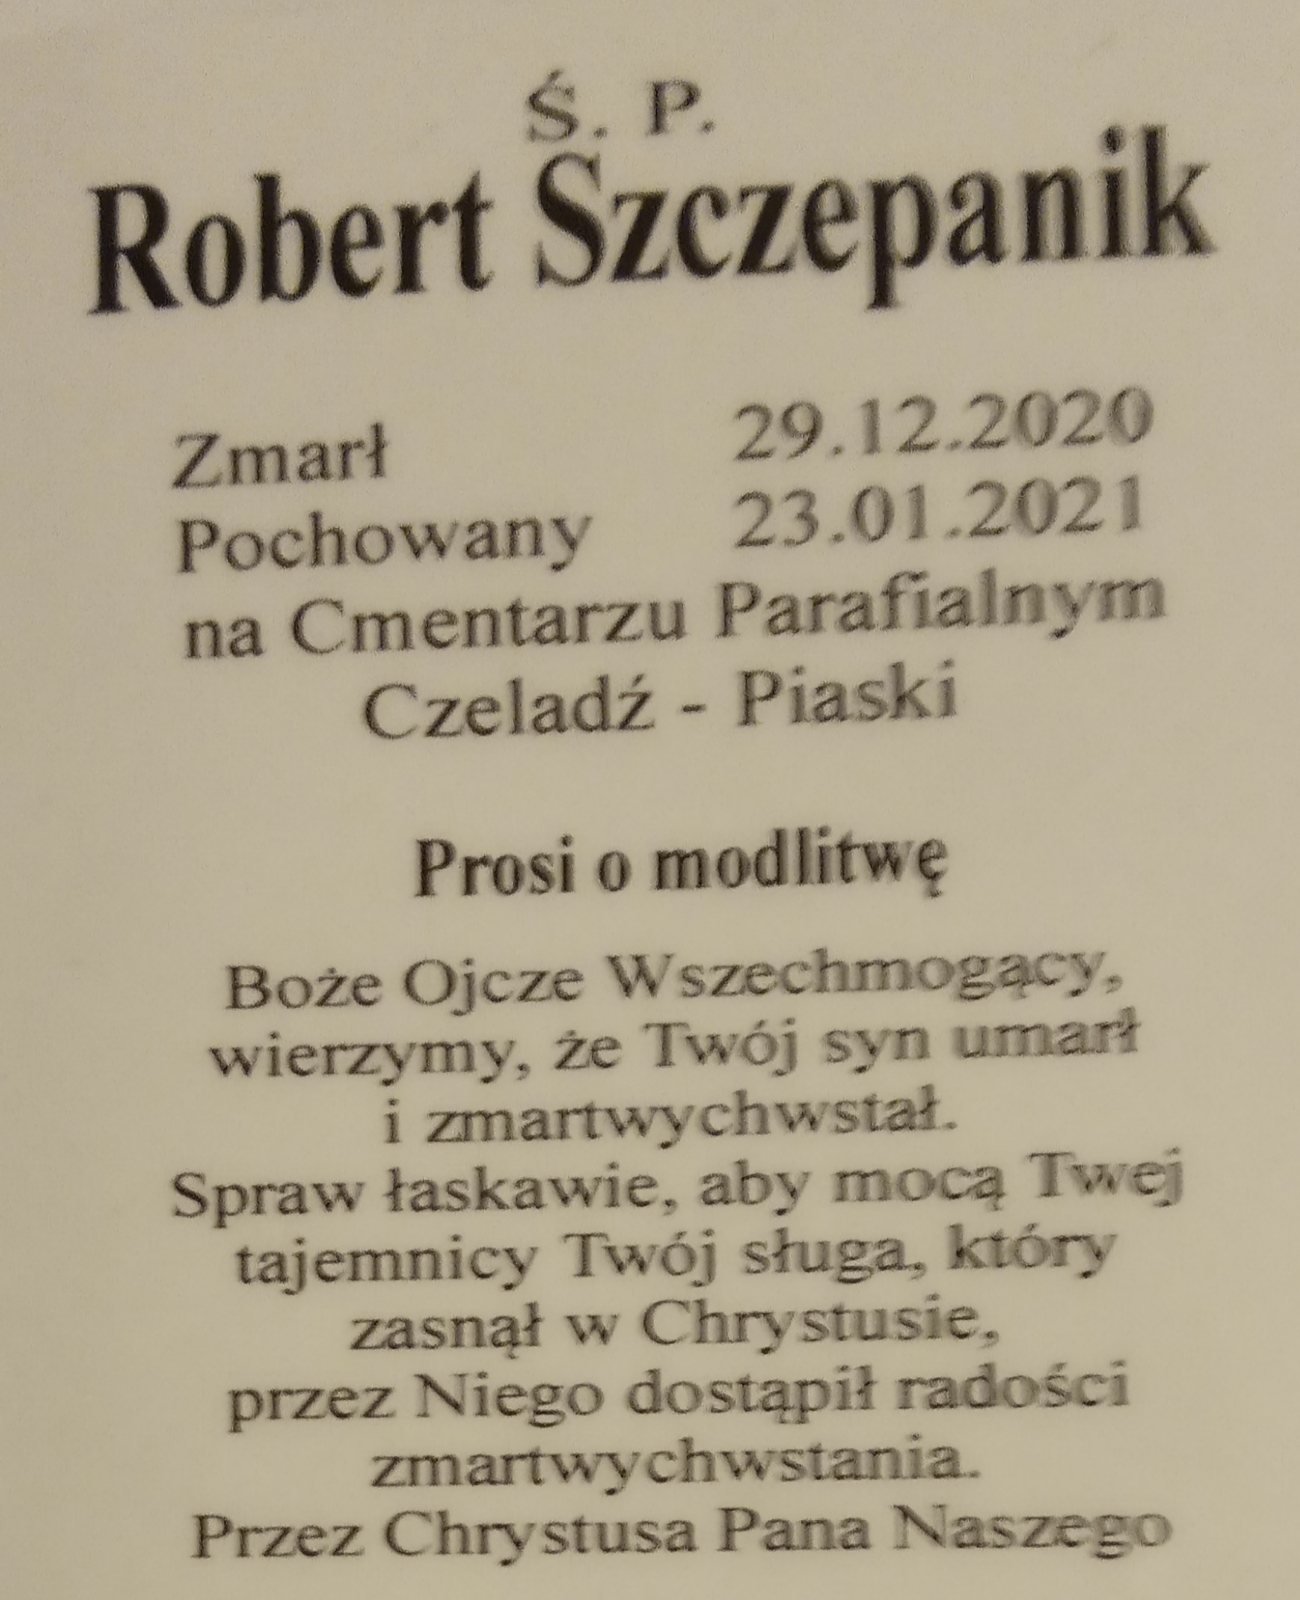 Ś. P.
Robert Szczepanik
Zmarł 29.12.2020
Pochowany 23.01.2021
na Cmentarzu Parafialnym
Czeladź - Piaski
Prosi o modlitwę
Boże Ojcze Wszechmogący,
wierzymy, że Twój syn umarł
i zmartwychwstał.
Spraw łaskawie, aby mocą Twej
tajemnicy Twój sługa, który
zasnął w Chrystusie,
przez Niego dostąpił radości
zmartwychwstania.
Przez Chrystusa Pana Naszego